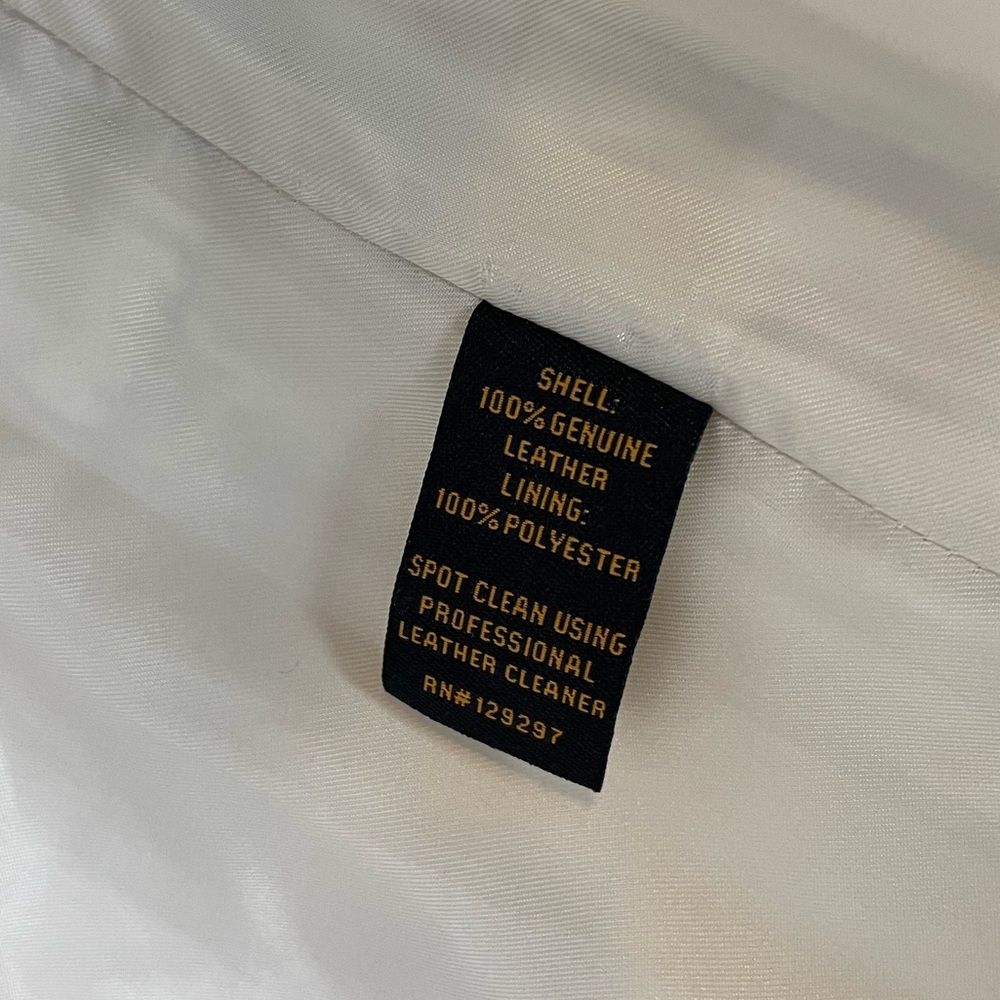 SHELL:
100% GENUINE
LEATHER
LINING:
100% POLYESTER
SPOT CLEAN USING
PROFESSIONAL
LEATHER CLEANER
RN# 129297